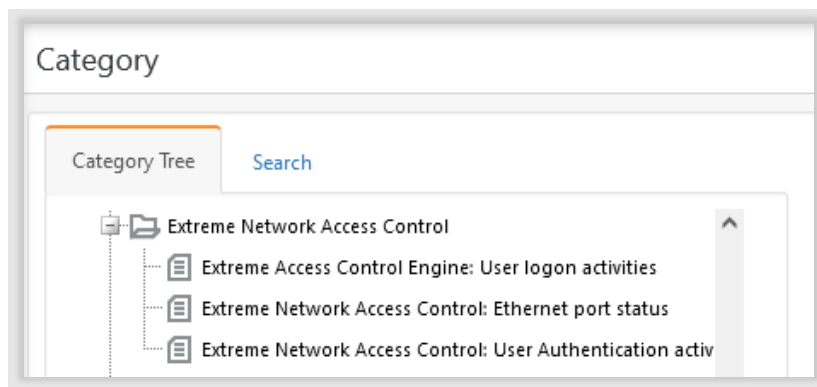 Category
Category Tree
Search
Extreme Network Access Control
Extreme Access Control Engine: User logon activities
Extreme Network Access Control: Ethernet port status
Extreme Network Access Control: User Authentication activ